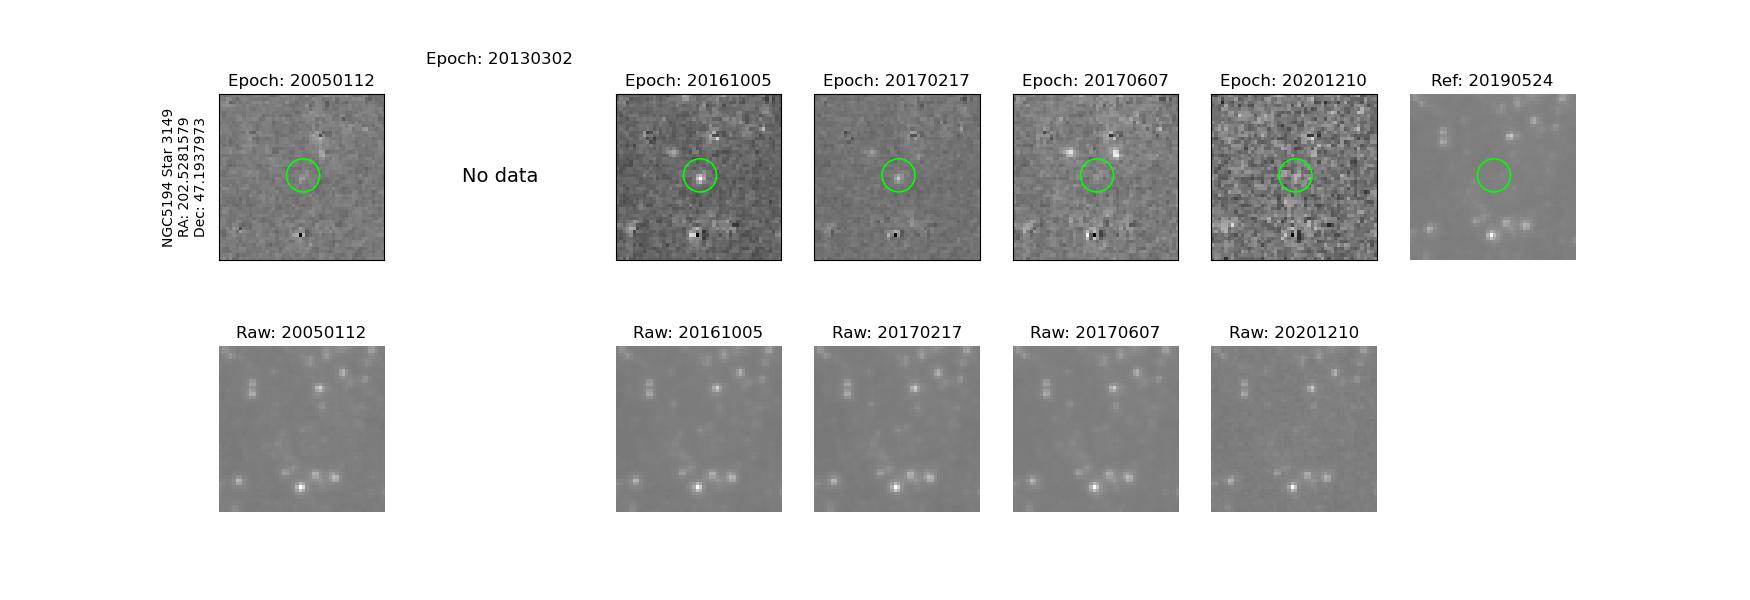 Epoch: 20130302
Epoch: 20050112
Epoch: 20161005
Epoch: 20170217
Epoch: 20170607
Epoch: 20201210
Ref: 20190524
NGC5194 Star 3149
RA: 202.5281579
Dec: 47.1937973
No data
Raw: 20050112
Raw: 20161005
Raw: 20170217
Raw: 20170607
Raw: 20201210